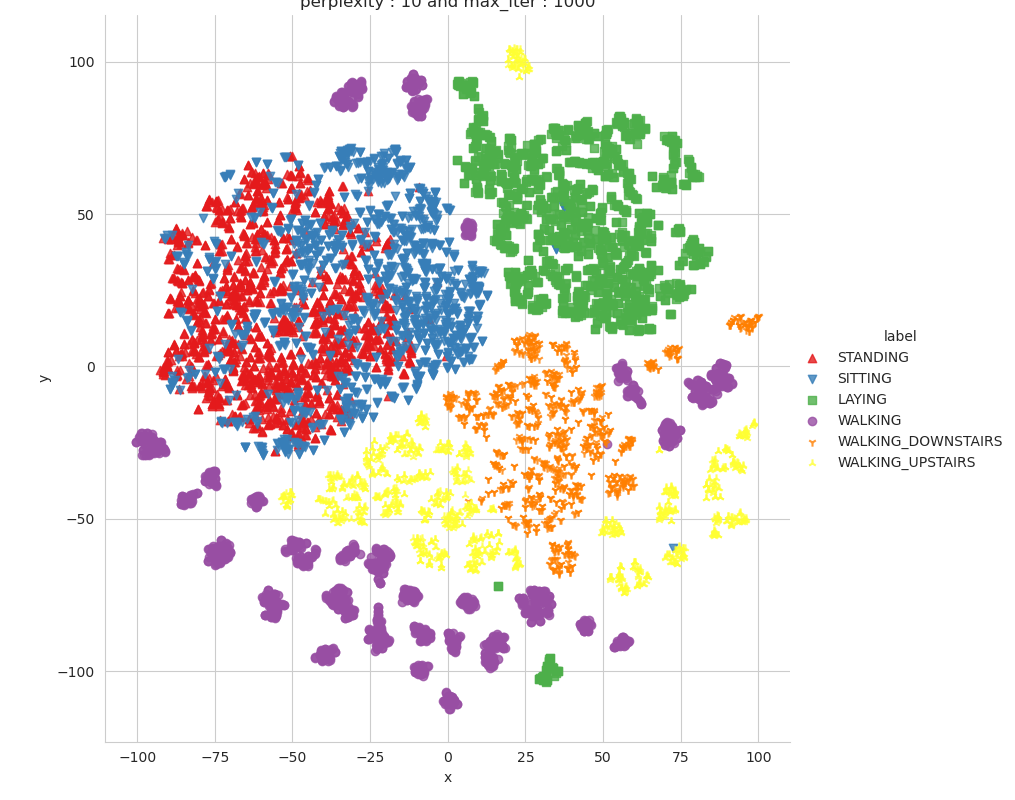 perplexity : 10 and max_iter : 1000
100
50
0
−50
−100
y
−100
−75
−50
−25
0
25
50
75
100
x
label
STANDING
SITTING
LAYING
WALKING
WALKING_DOWNSTAIRS
WALKING_UPSTAIRS